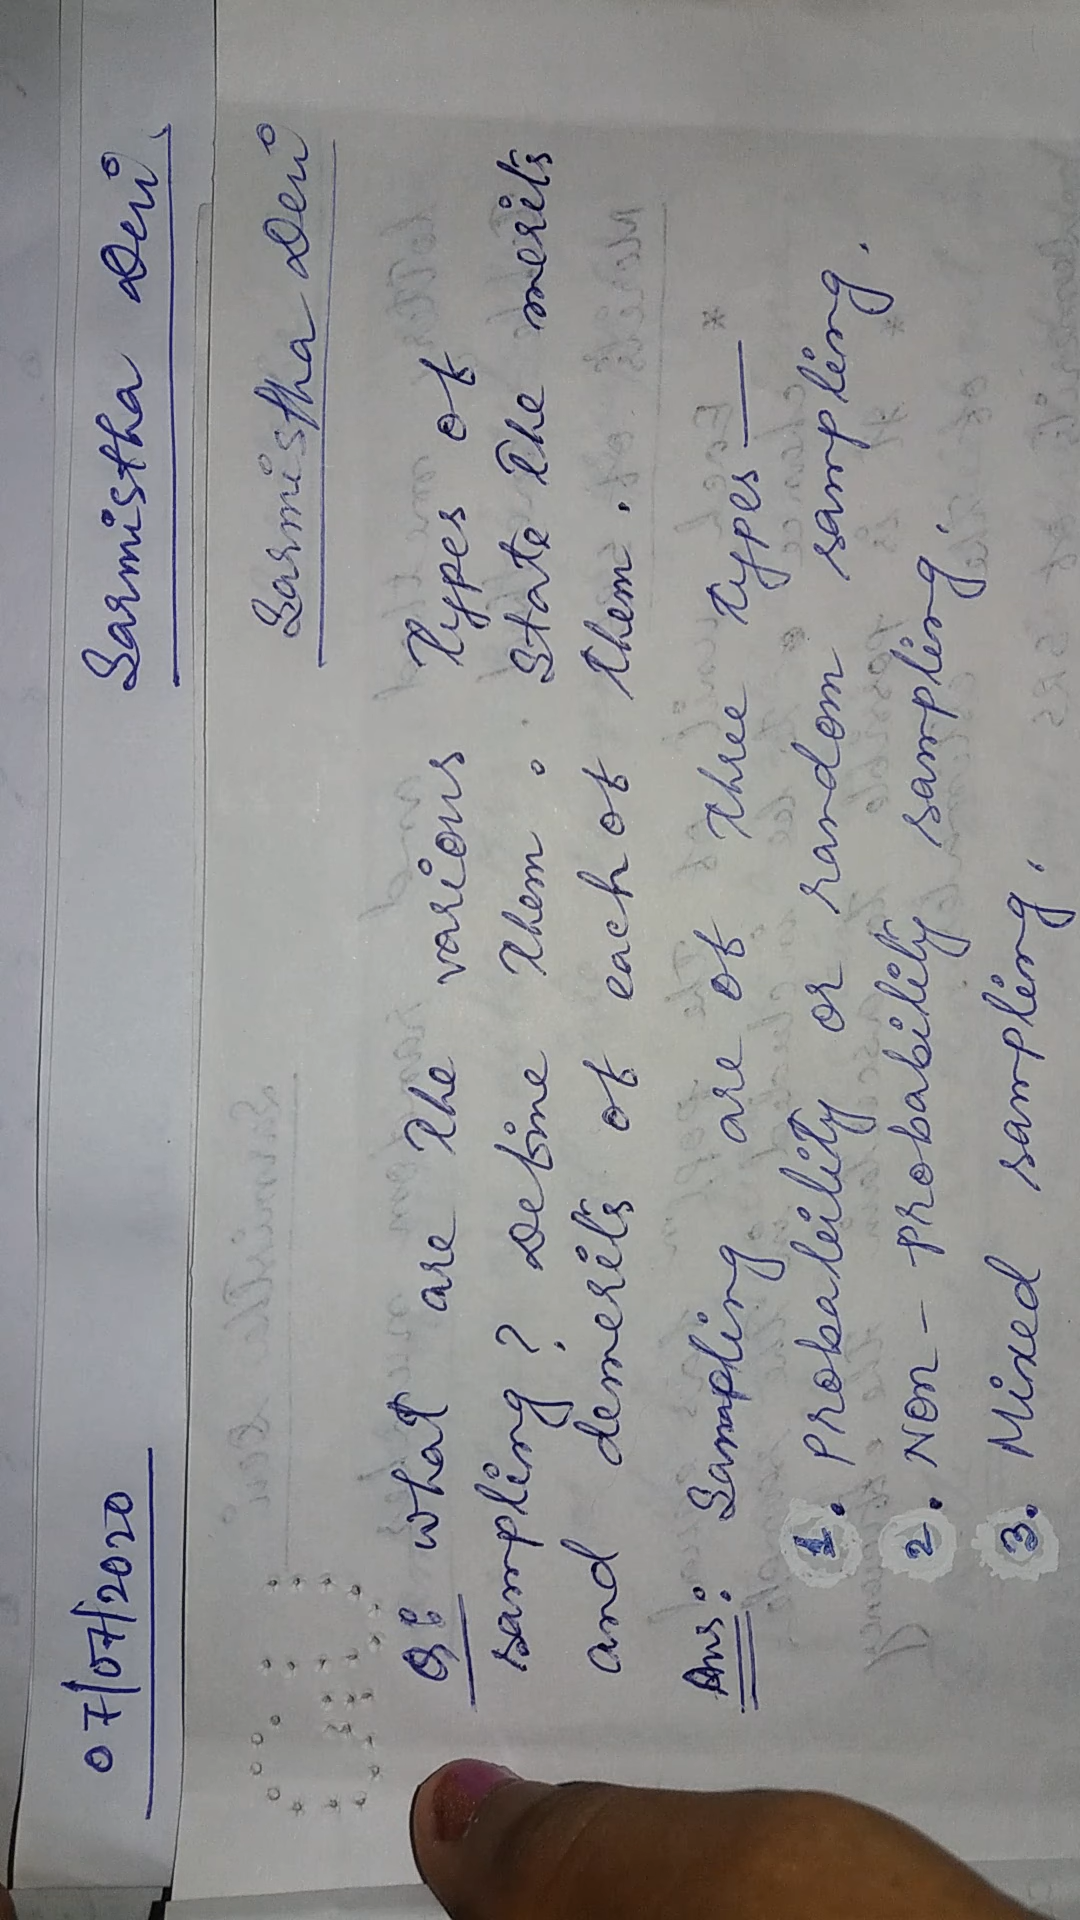 07/07/2020 Sarmistha Deri
Sarmistha Deri
Q: What are the various types of
sampling? Define them. State the merits
and demerits of each of them.
Ans: Sampling are of three types —
1. Probability or random sampling.
2. Non-probability sampling.
3. Mixed sampling.